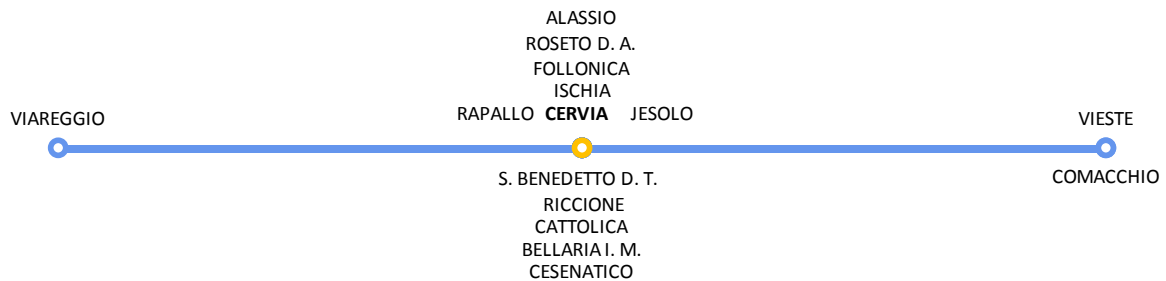 ALASSIO
ROSETO D. A.
FOLLONICA
ISCHIA
RAPALLO CERVIA JESOLO
VIAREGGIO
VIESTE
S. BENEDETTO D. T.
COMACCHIO
RICCIONE
CATTOLICA
BELLARIA I. M.
CESENATICO